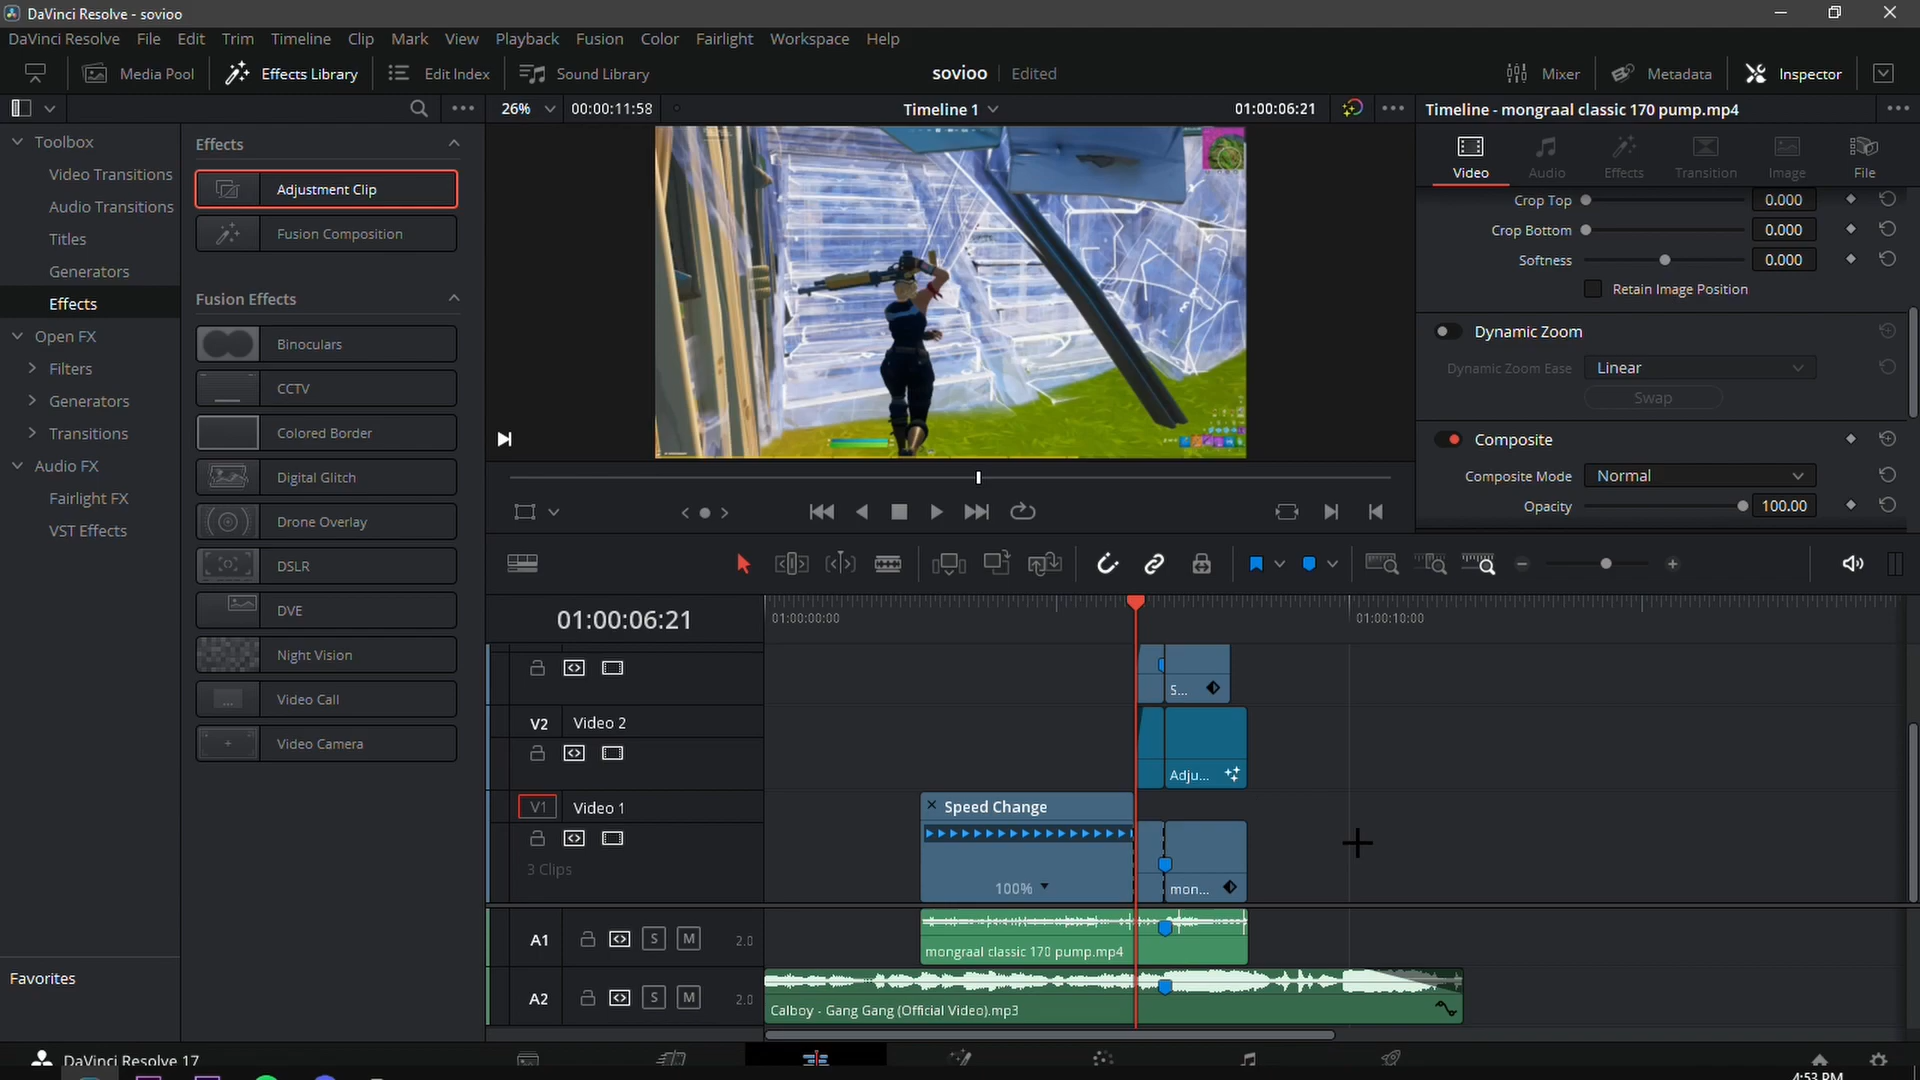 DaVinci Resolve - sovioo
DaVinci Resolve File Edit Trim Timeline Clip Mark View Playback Fusion Color Fairlight Workspace Help
Media Pool Effects Library Edit Index Sound Library sovioo Edited Mixer Metadata Inspector
26% 00:00:11:58 Timeline 1 01:00:06:21 Timeline - mongraal classic 170 pump.mp4
Toolbox
Video Transitions
Audio Transitions
Titles
Generators
Effects
Open FX
Filters
Generators
Transitions
Audio FX
Fairlight FX
VST Effects
Favorites
Effects
Adjustment Clip
Fusion Composition
Fusion Effects
Binoculars
CCTV
Colored Border
Digital Glitch
Drone Overlay
DSLR
DVE
Night Vision
Video Call
Video Camera
Video Audio Effects Transition Image File
Crop Top 0.000
Crop Bottom 0.000
Softness 0.000
Retain Image Position
Dynamic Zoom
Dynamic Zoom Ease Linear
Swap
Composite
Composite Mode Normal
Opacity 100.00
01:00:06:21
01:00:00:00 01:00:10:00
S...
V2 Video 2
Adju...
V1 Video 1
3 Clips
Speed Change
100%
mon...
A1 S M 2.0
mongraal classic 170 pump.mp4
A2 S M 2.0
Calboy - Gang Gang (Official Video).mp3
DaVinci Resolve 17
4:53 PM